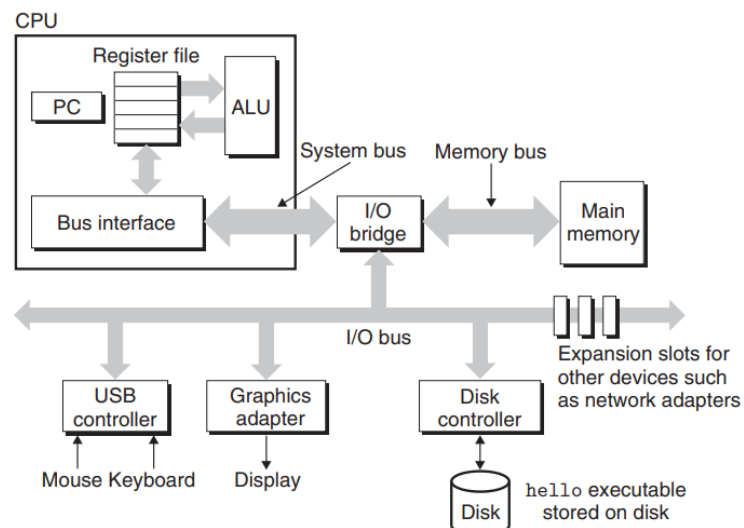 CPU
Register file
PC
ALU
System bus
Memory bus
Bus interface
I/O
bridge
Main
memory
I/O bus
Expansion slots for
other devices such
as network adapters
USB
controller
Graphics
adapter
Disk
controller
Mouse Keyboard
Display
Disk
hello executable
stored on disk